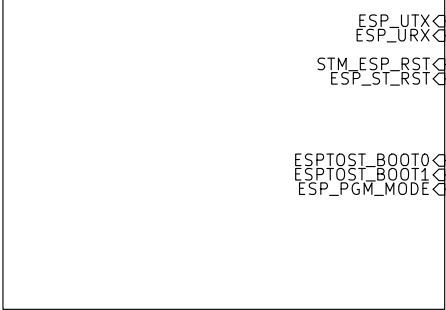 ESP_UTX
ESP_URX
STM_ESP_RST
ESP_ST_RST
ESPTOST_BOOT0
ESPTOST_BOOT1
ESP_PGM_MODE